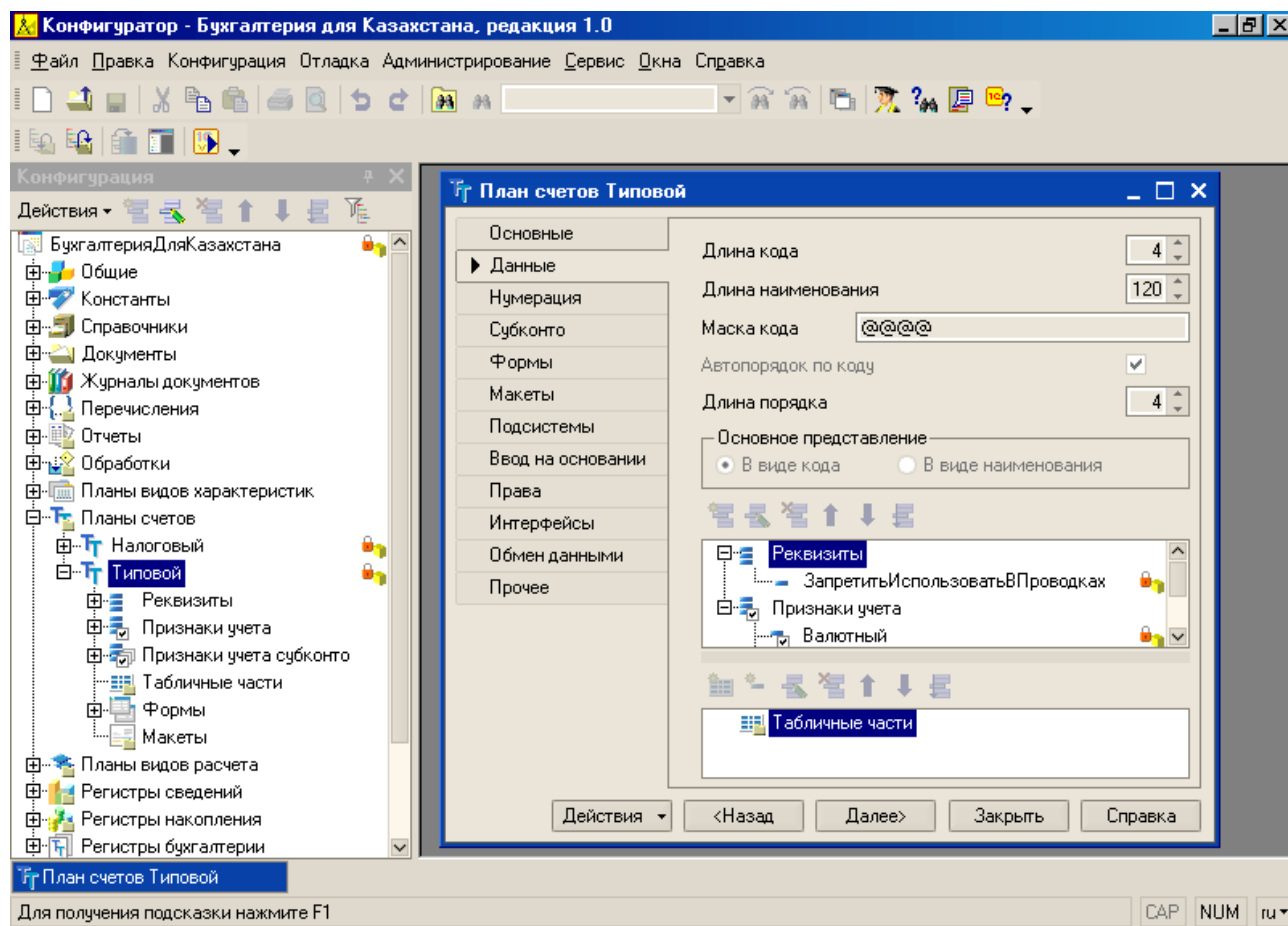 Конфигуратор - Бухгалтерия для Казахстана, редакция 1.0
Файл Правка Конфигурация Отладка Администрирование Сервис Окна Справка
Конфигурация
Действия
БухгалтерияДляКазахстана
Общие
Константы
Справочники
Документы
Журналы документов
Перечисления
Отчеты
Обработки
Планы видов характеристик
Планы счетов
Налоговый
Типовой
Реквизиты
Признаки учета
Признаки учета субконто
Табличные части
Формы
Макеты
Планы видов расчета
Регистры сведений
Регистры накопления
Регистры бухгалтерии
План счетов Типовой
Основные
Данные
Нумерация
Субконто
Формы
Макеты
Подсистемы
Ввод на основании
Права
Интерфейсы
Обмен данными
Прочее
Длина кода 4
Длина наименования 120
Маска кода @@@@
Автопорядок по коду
Длина порядка 4
Основное представление
В виде кода В виде наименования
Реквизиты
ЗапретитьИспользоватьВПроводках
Признаки учета
Валютный
Табличные части
Действия <Назад Далее> Закрыть Справка
План счетов Типовой
Для получения подсказки нажмите F1 CAP NUM ru